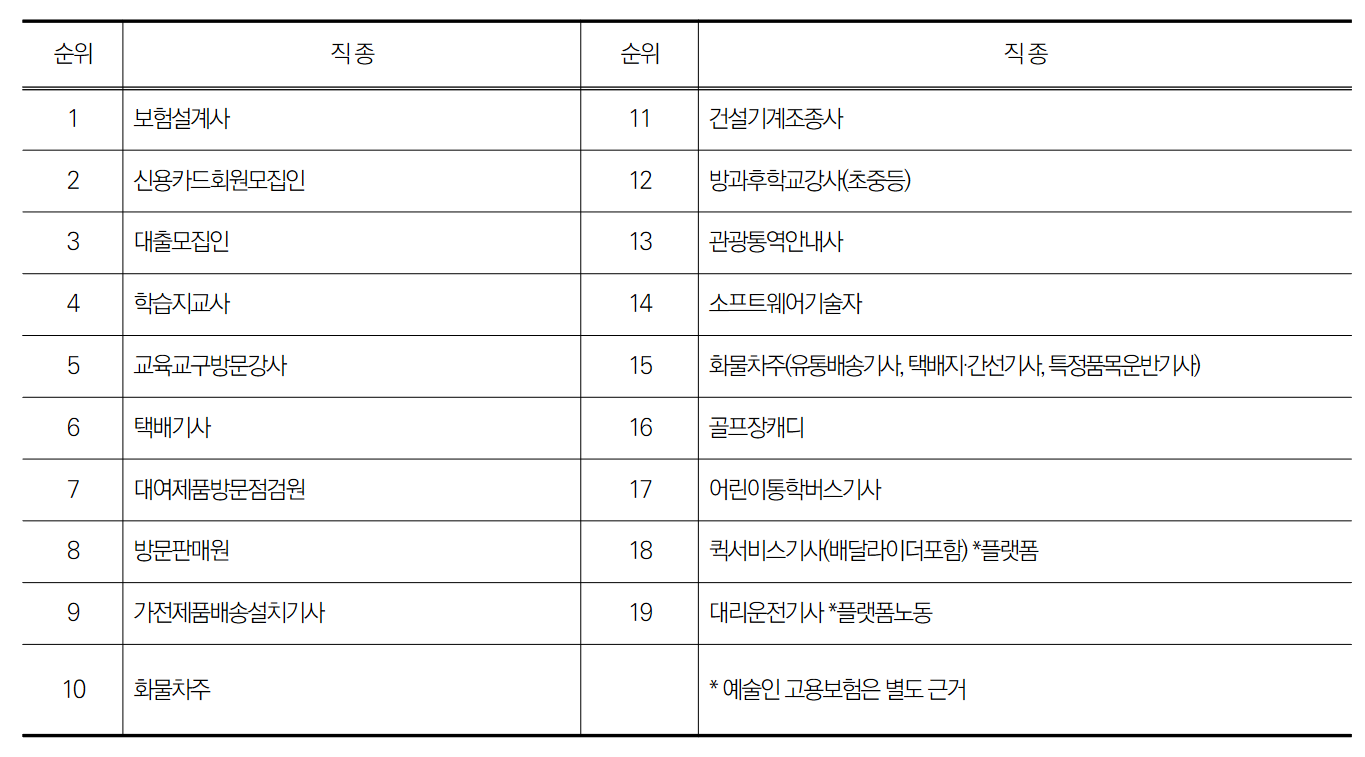 순위 직 종 순위 직 종
1 보험설계사 11 건설기계조종사
2 신용카드회원모집인 12 방과후학교강사(초중등)
3 대출모집인 13 관광통역안내사
4 학습지교사 14 소프트웨어기술자
5 교육교구방문강사 15 화물차주(유통배송기사, 택배지·간선기사, 특정품목운반기사)
6 택배기사 16 골프장캐디
7 대여제품방문점검원 17 어린이통학버스기사
8 방문판매원 18 퀵서비스기사(배달라이더포함) *플랫폼
9 가전제품배송설치기사 19 대리운전기사 *플랫폼노동
10 화물차주 * 예술인 고용보험은 별도 근거